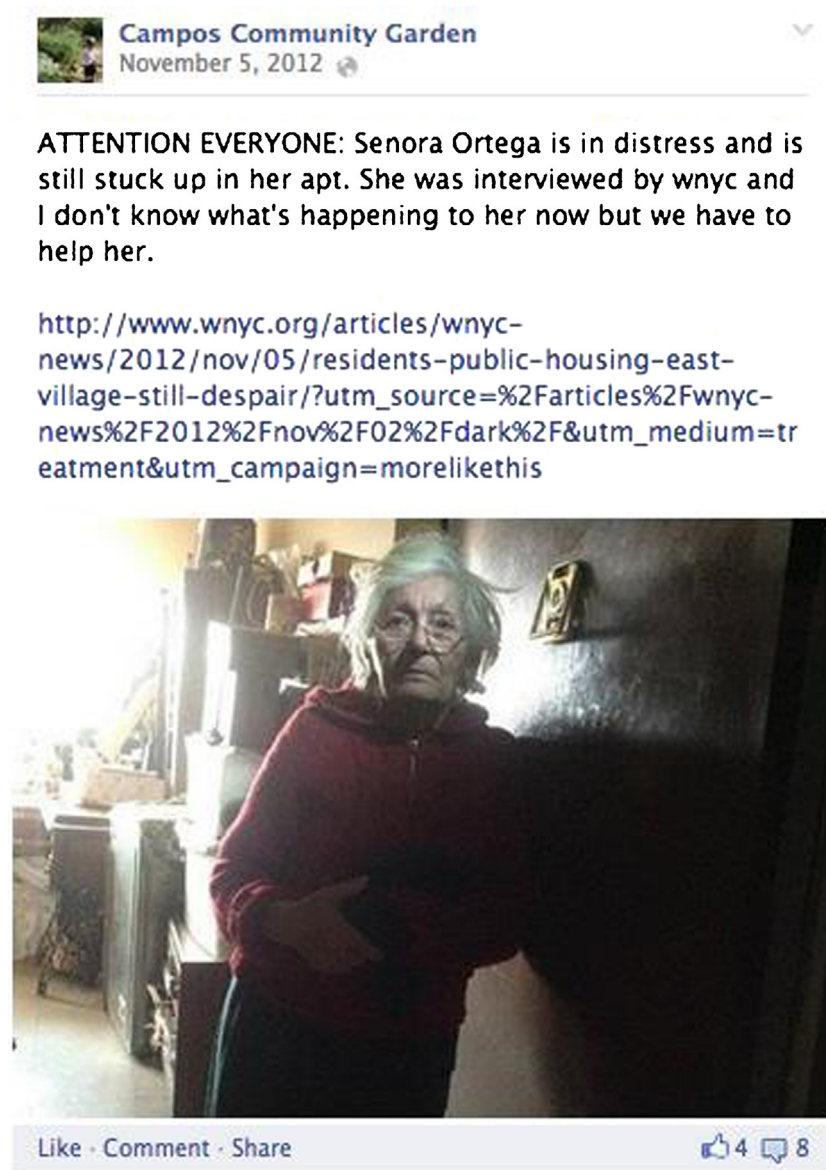 Campos Community Garden
November 5, 2012
ATTENTION EVERYONE: Senora Ortega is in distress and is
still stuck up in her apt. She was interviewed by wnyc and
I don't know what's happening to her now but we have to
help her.
http://www.wnyc.org/articles/wnyc-
news/2012/nov/05/residents-public-housing-east-
village-still-despair/?utm_source=%2Farticles%2Fwnyc-
news%2F2012%2Fnov%2F02%2Fdark%2F&utm_medium=tr
eatment&utm_campaign=morelikethis
Like · Comment · Share 4 8